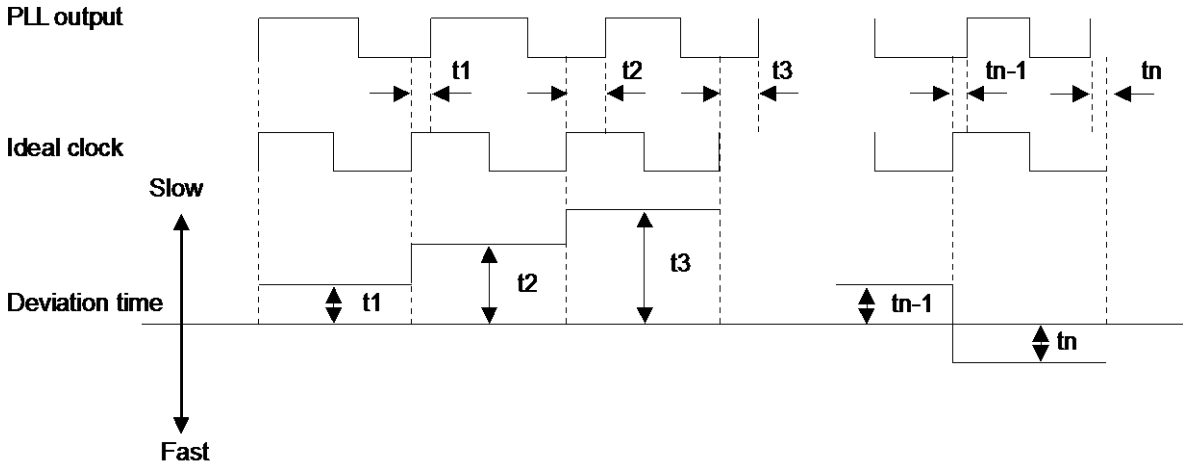 PLL output
t1
t2
t3
tn-1
tn
Ideal clock
Slow
Deviation time
t1
t2
t3
tn-1
tn
Fast